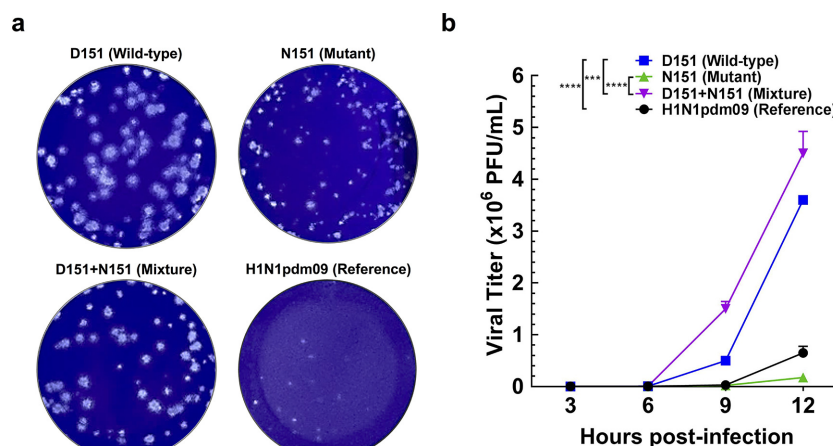 a
D151 (Wild-type)
N151 (Mutant)
D151+N151 (Mixture)
H1N1pdm09 (Reference)
b
**** *** ****
D151 (Wild-type)
N151 (Mutant)
D151+N151 (Mixture)
H1N1pdm09 (Reference)
Viral Titer (x10⁶ PFU/mL)
6
5
4
3
2
1
0
3 6 9 12
Hours post-infection